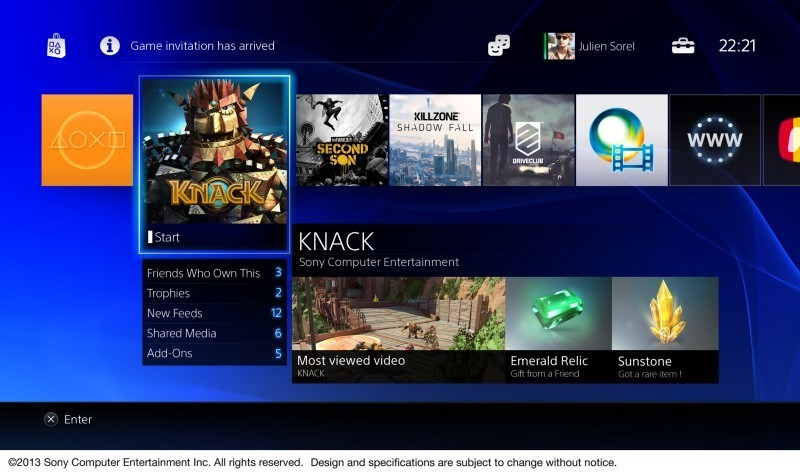 Game invitation has arrived
Julien Sorel
22:21
KNACK
Start
inFAMOUS
SECOND SON
KILLZONE
SHADOW FALL
DRIVECLUB
WWW
KNACK
Sony Computer Entertainment
Friends Who Own This 3
Trophies 2
New Feeds 12
Shared Media 6
Add-Ons 5
Most viewed video
KNACK
Emerald Relic
Gift from a Friend
Sunstone
Got a rare item !
Enter
©2013 Sony Computer Entertainment Inc. All rights reserved. Design and specifications are subject to change without notice.